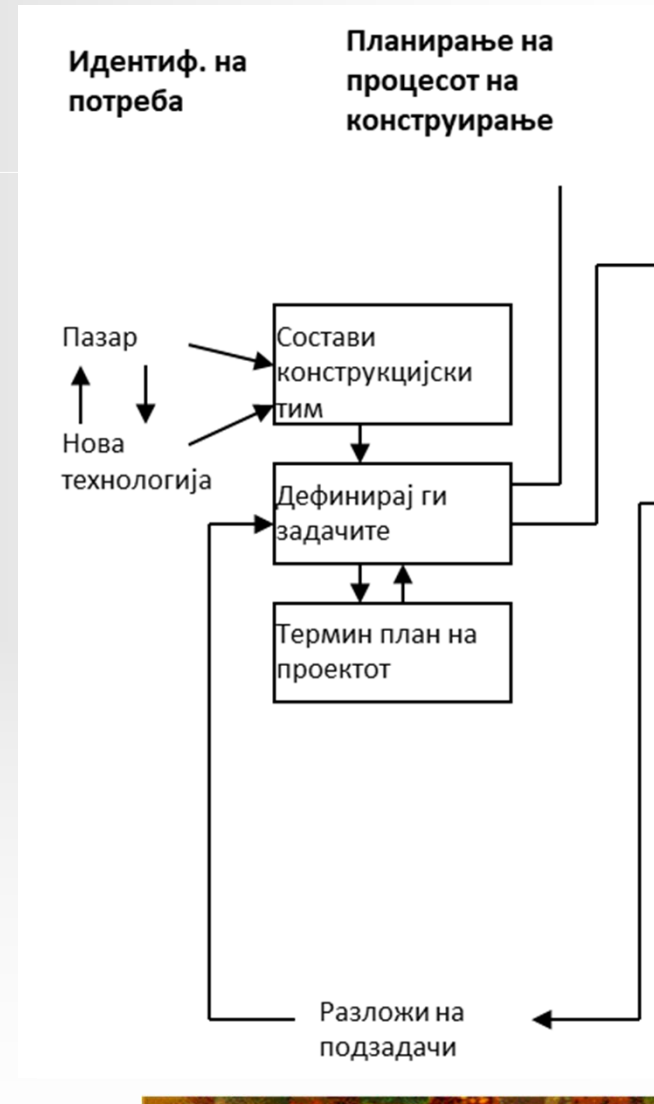 Идентиф. на
потреба
Планирање на
процесот на
конструирање
Пазар
Нова
технологија
Состави
конструкцијски
тим
Дефинирај ги
задачите
Термин план на
проектот
Разложи на
подзадачи